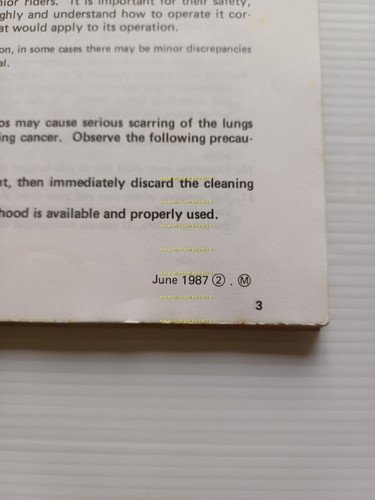 nior riders. It is important for their safety,
ghly and understand how to operate it cor-
at would apply to its operation.
on, in some cases there may be minor discrepancies
al.
os may cause serious scarring of the lungs
ing cancer. Observe the following precau-
nt, then immediately discard the cleaning
hood is available and properly used.
June 1987 ② . Ⓜ
3